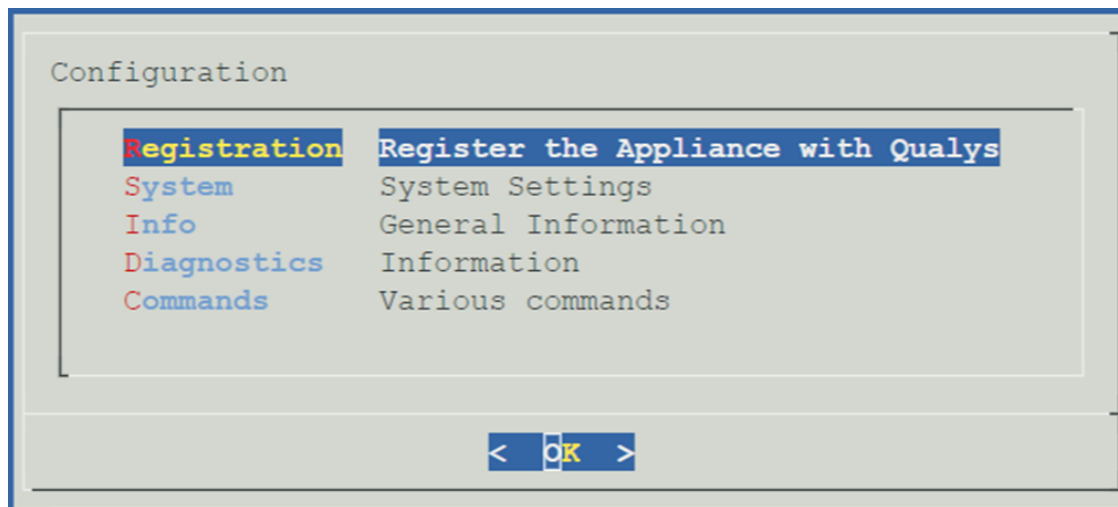 Configuration
Registration Register the Appliance with Qualys
System System Settings
Info General Information
Diagnostics Information
Commands Various commands
< OK >